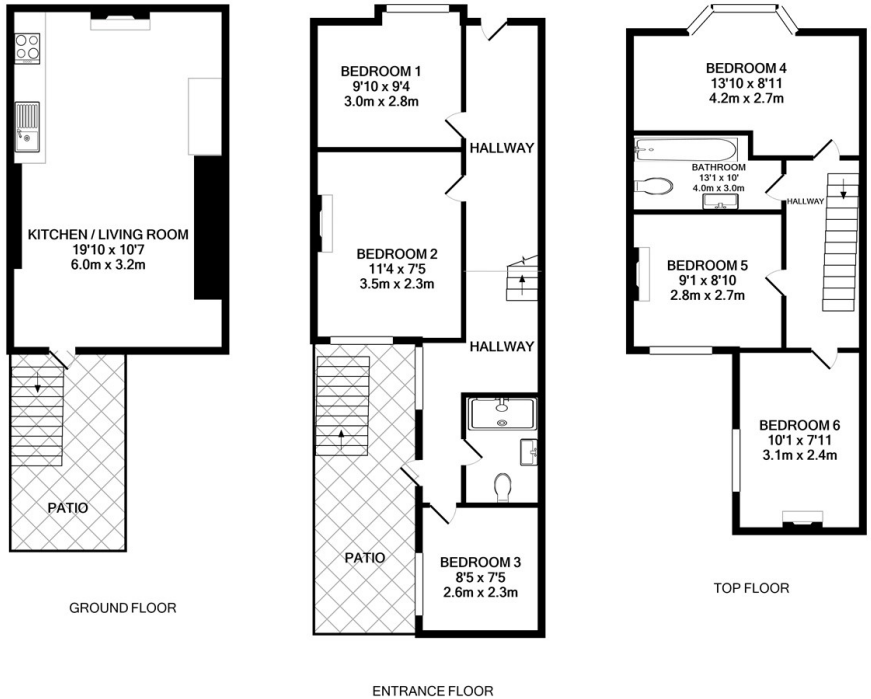 KITCHEN / LIVING ROOM
19'10 x 10'7
6.0m x 3.2m
PATIO
GROUND FLOOR
BEDROOM 1
9'10 x 9'4
3.0m x 2.8m
HALLWAY
BEDROOM 2
11'4 x 7'5
3.5m x 2.3m
HALLWAY
PATIO
BEDROOM 3
8'5 x 7'5
2.6m x 2.3m
ENTRANCE FLOOR
BEDROOM 4
13'10 x 8'11
4.2m x 2.7m
BATHROOM
13'1 x 10'
4.0m x 3.0m
HALLWAY
BEDROOM 5
9'1 x 8'10
2.8m x 2.7m
BEDROOM 6
10'1 x 7'11
3.1m x 2.4m
TOP FLOOR